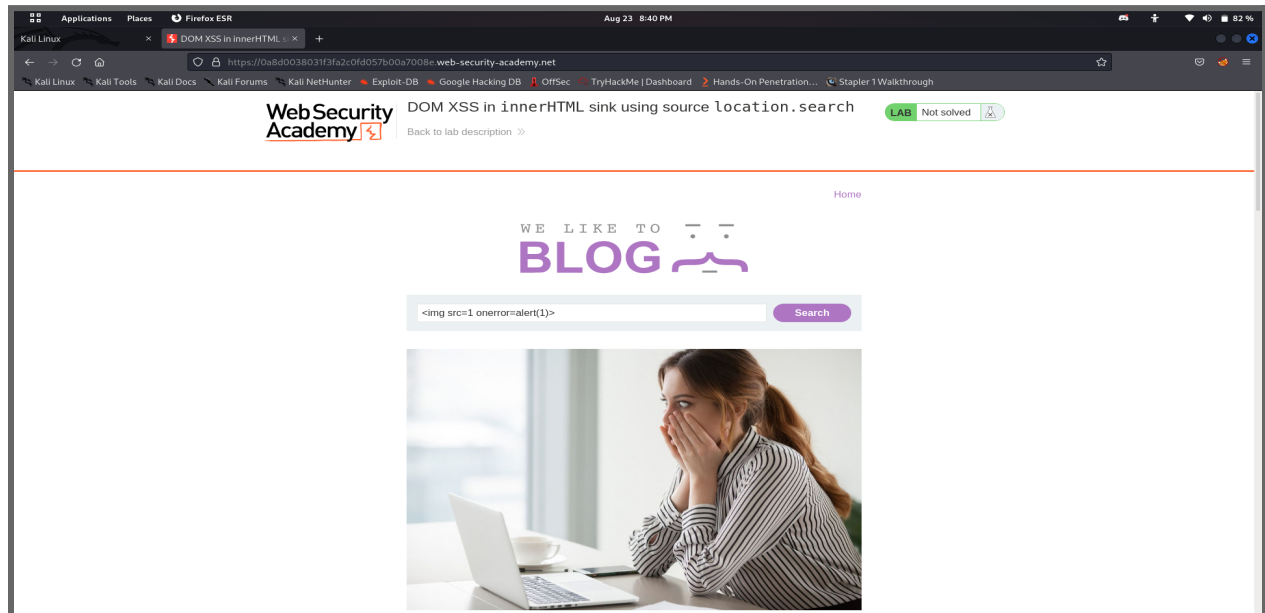 Applications Places Firefox ESR Aug 23 8:40 PM 82 %
Kali Linux × DOM XSS in innerHTML s × +
https://0a8d0038031f3fa2c0fd057b00a7008e.web-security-academy.net
Kali Linux Kali Tools Kali Docs Kali Forums Kali NetHunter Exploit-DB Google Hacking DB OffSec TryHackMe | Dashboard Hands-On Penetration... Stapler 1 Walkthrough
Web Security
Academy
DOM XSS in innerHTML sink using source location.search
Back to lab description
LAB Not solved
Home
WE LIKE TO
BLOG
<img src=1 onerror=alert(1)> Search